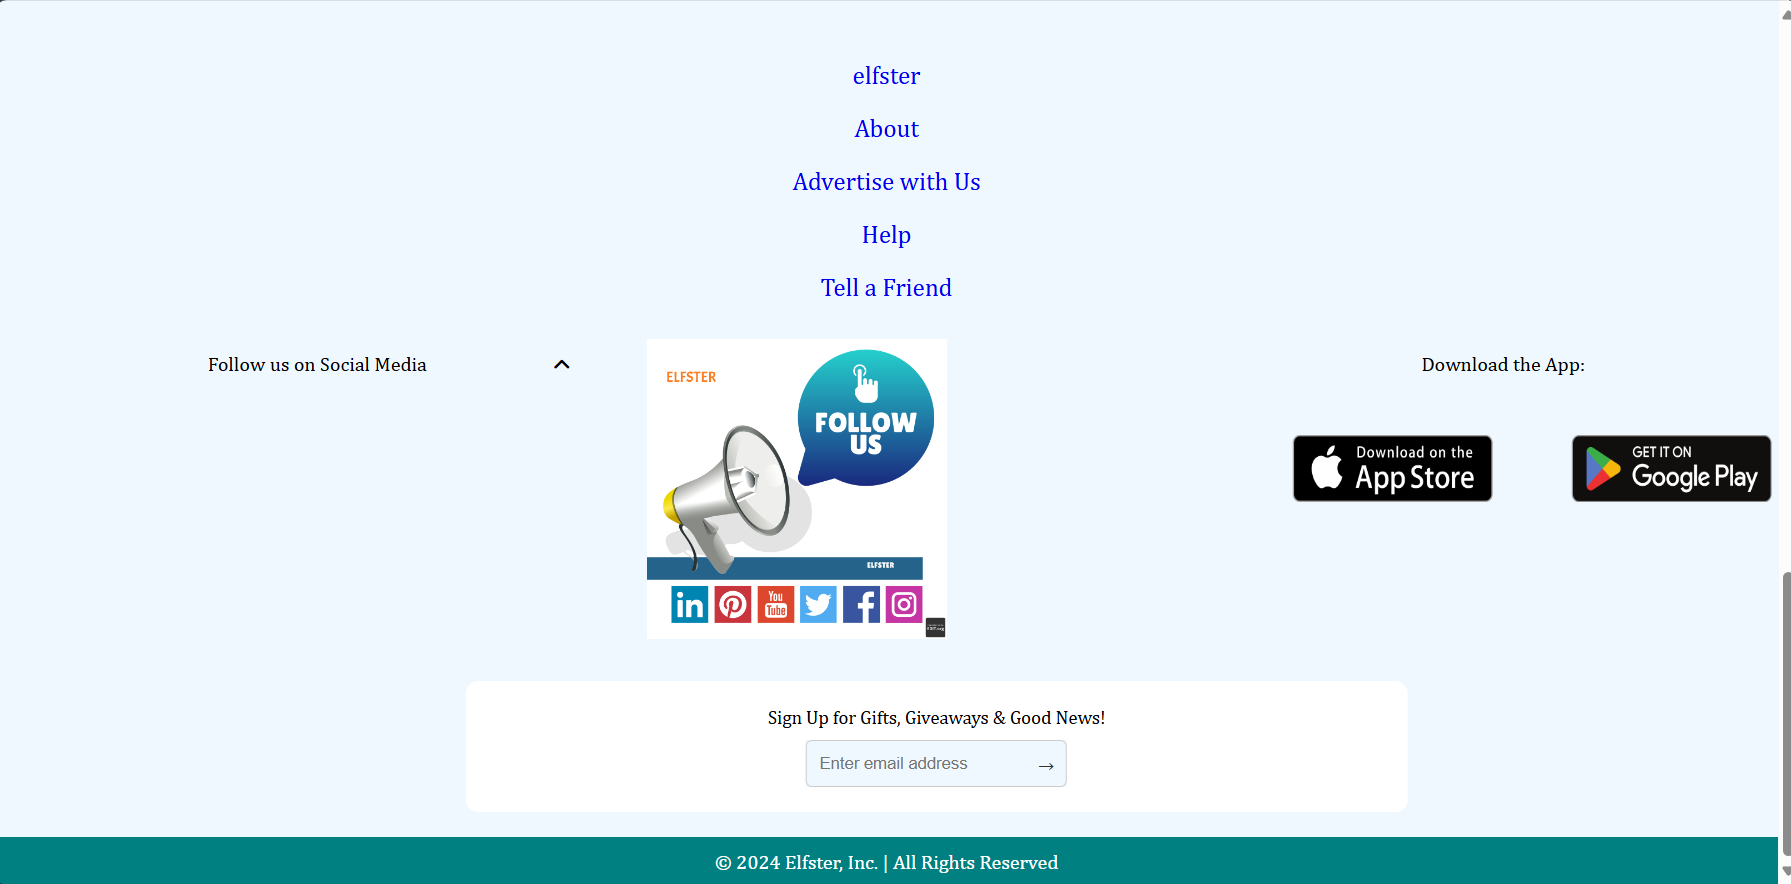 elfster
About
Advertise with Us
Help
Tell a Friend
Follow us on Social Media
ELFSTER
FOLLOW
US
ELFSTER
in
You
Tube
f
Download the App:
Download on the
App Store
GET IT ON
Google Play
Sign Up for Gifts, Giveaways & Good News!
Enter email address →
© 2024 Elfster, Inc. | All Rights Reserved